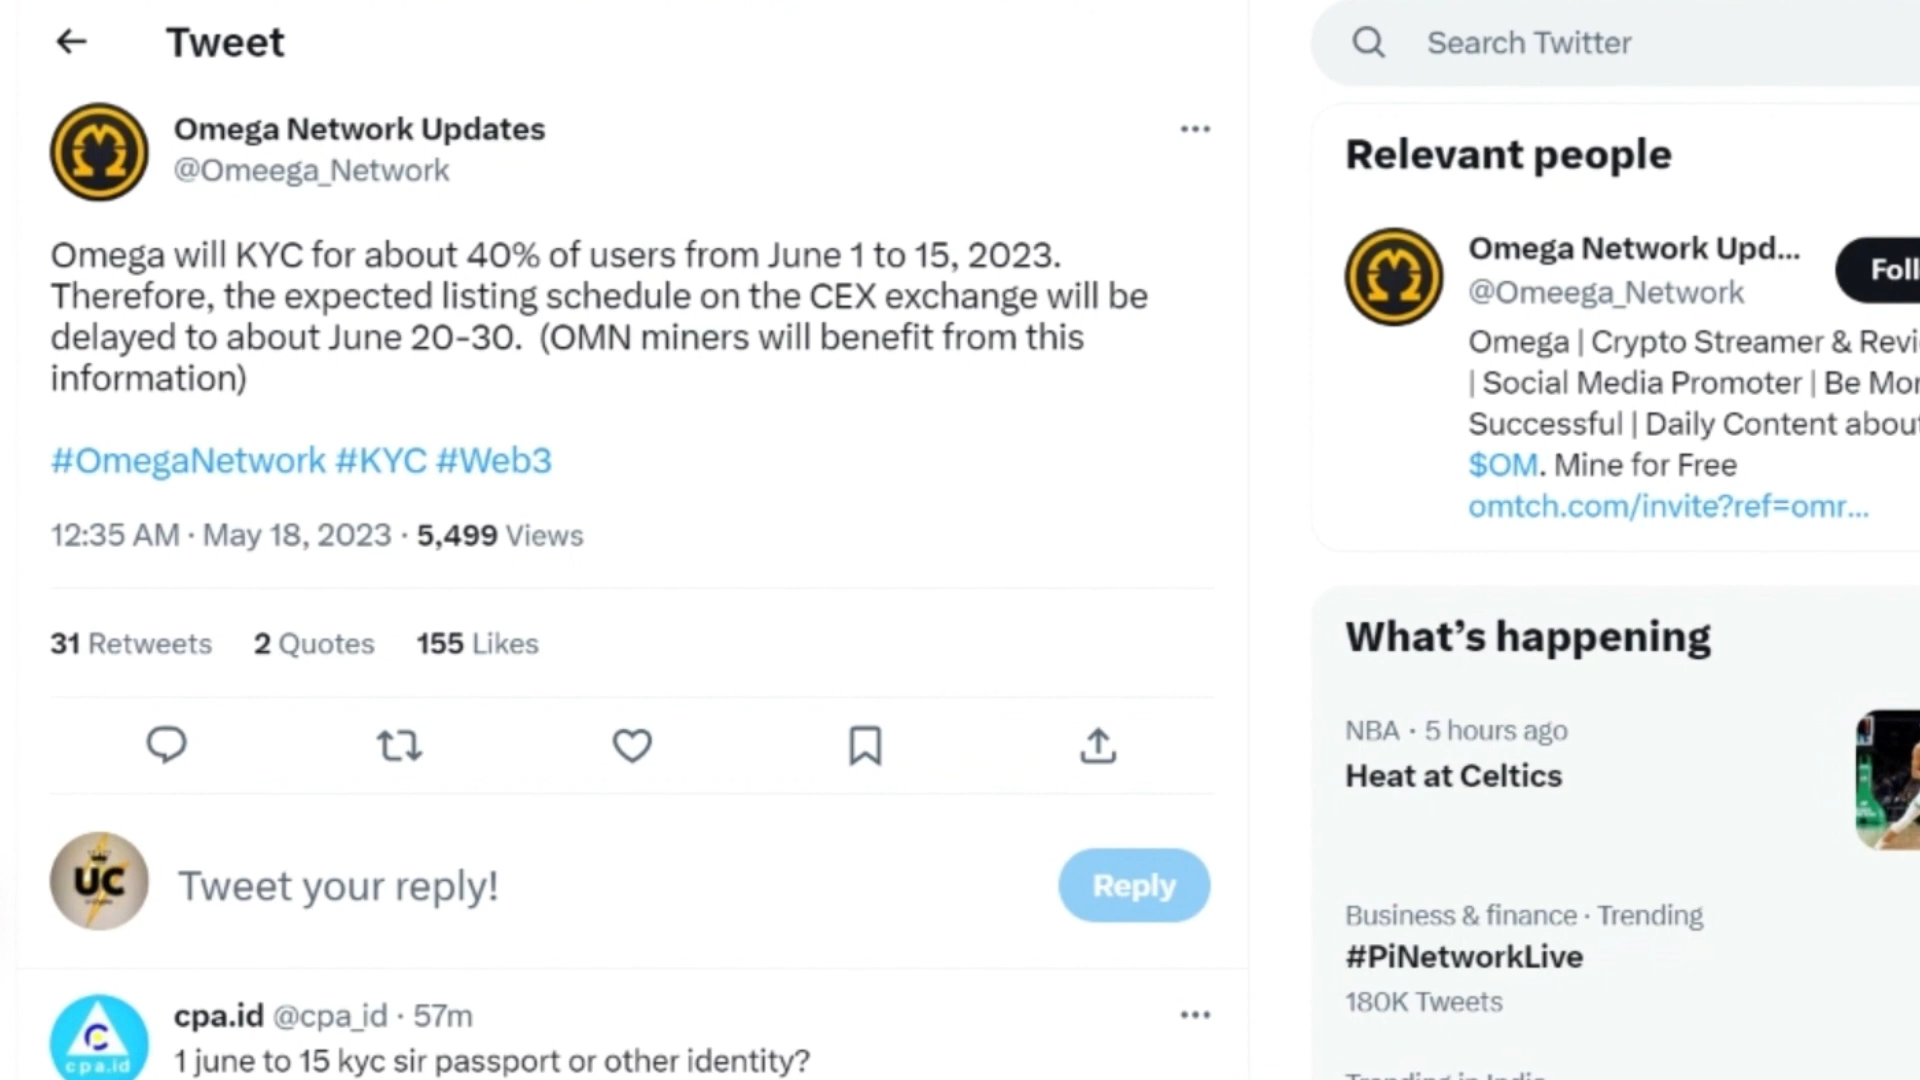 Tweet
Omega Network Updates
@Omeega_Network
Omega will KYC for about 40% of users from June 1 to 15, 2023.
Therefore, the expected listing schedule on the CEX exchange will be
delayed to about June 20-30.  (OMN miners will benefit from this
information)
#OmegaNetwork #KYC #Web3
12:35 AM · May 18, 2023 · 5,499 Views
31 Retweets 2 Quotes 155 Likes
UC
Tweet your reply!
Reply
cpa.id @cpa_id · 57m
1 june to 15 kyc sir passport or other identity?
C
cpa.id
Search Twitter
Relevant people
Omega Network Upd...
@Omeega_Network
Foll
Omega | Crypto Streamer & Revi
| Social Media Promoter | Be Mor
Successful | Daily Content about
$OM. Mine for Free
omtch.com/invite?ref=omr...
What's happening
NBA · 5 hours ago
Heat at Celtics
Business & finance · Trending
#PiNetworkLive
180K Tweets
Trending in India